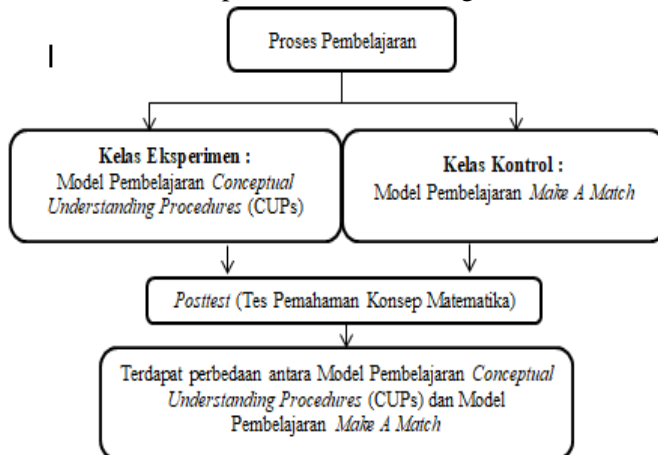 Proses Pembelajaran
Kelas Eksperimen :
Model Pembelajaran Conceptual
Understanding Procedures (CUPs)
Kelas Kontrol :
Model Pembelajaran Make A Match
Posttest (Tes Pemahaman Konsep Matematika)
Terdapat perbedaan antara Model Pembelajaran Conceptual
Understanding Procedures (CUPs) dan Model
Pembelajaran Make A Match